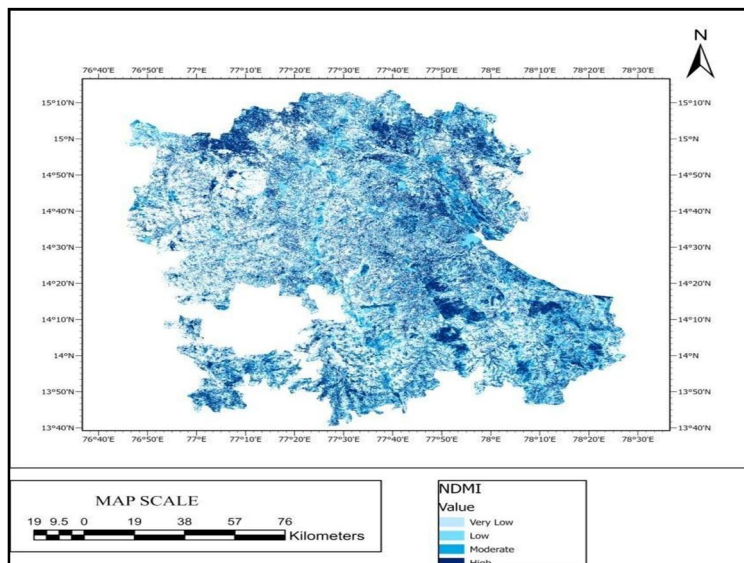 N
76°40'E 76°50'E 77°E 77°10'E 77°20'E 77°30'E 77°40'E 77°50'E 78°E 78°10'E 78°20'E 78°30'E
15°10'N 15°10'N
15°N 15°N
14°50'N 14°50'N
14°40'N 14°40'N
14°30'N 14°30'N
14°20'N 14°20'N
14°10'N 14°10'N
14°N 14°N
13°50'N 13°50'N
13°40'N 13°40'N
76°40'E 76°50'E 77°E 77°10'E 77°20'E 77°30'E 77°40'E 77°50'E 78°E 78°10'E 78°20'E 78°30'E
MAP SCALE
19 9.5 0 19 38 57 76
Kilometers
NDMI
Value
Very Low
Low
Moderate
High